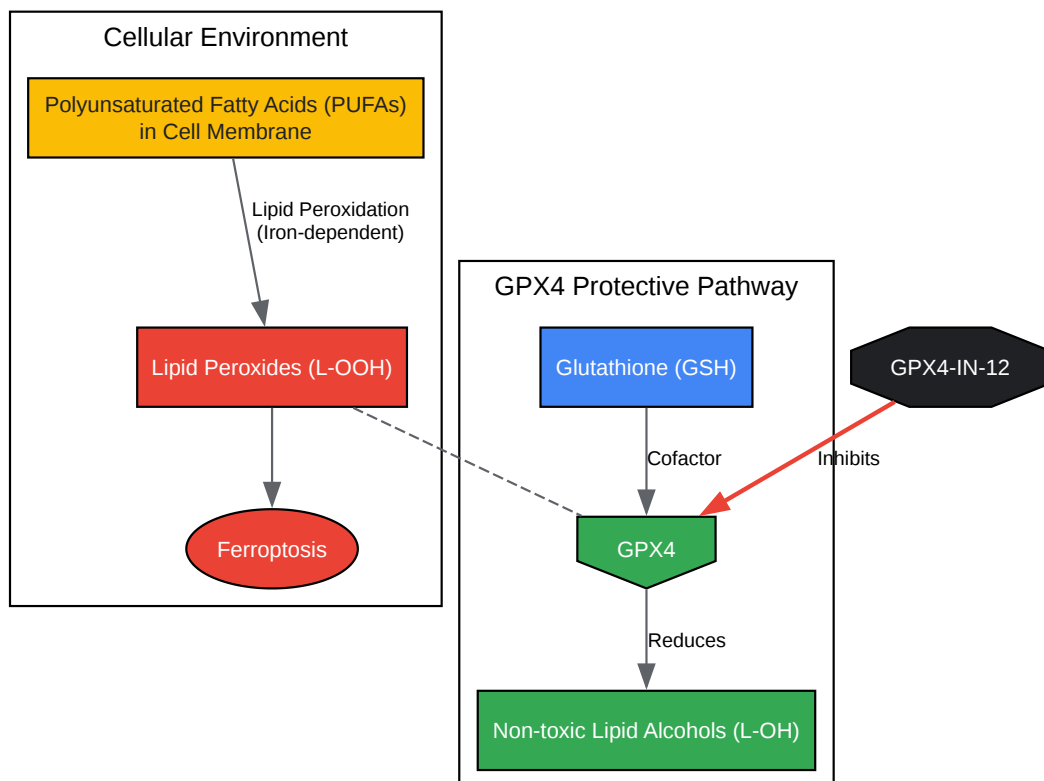 Cellular Environment
Polyunsaturated Fatty Acids (PUFAs)
in Cell Membrane
Lipid Peroxidation
(Iron-dependent)
GPX4 Protective Pathway
Lipid Peroxides (L-OOH)
Glutathione (GSH)
GPX4-IN-12
Cofactor
Inhibits
Ferroptosis
GPX4
Reduces
Non-toxic Lipid Alcohols (L-OH)